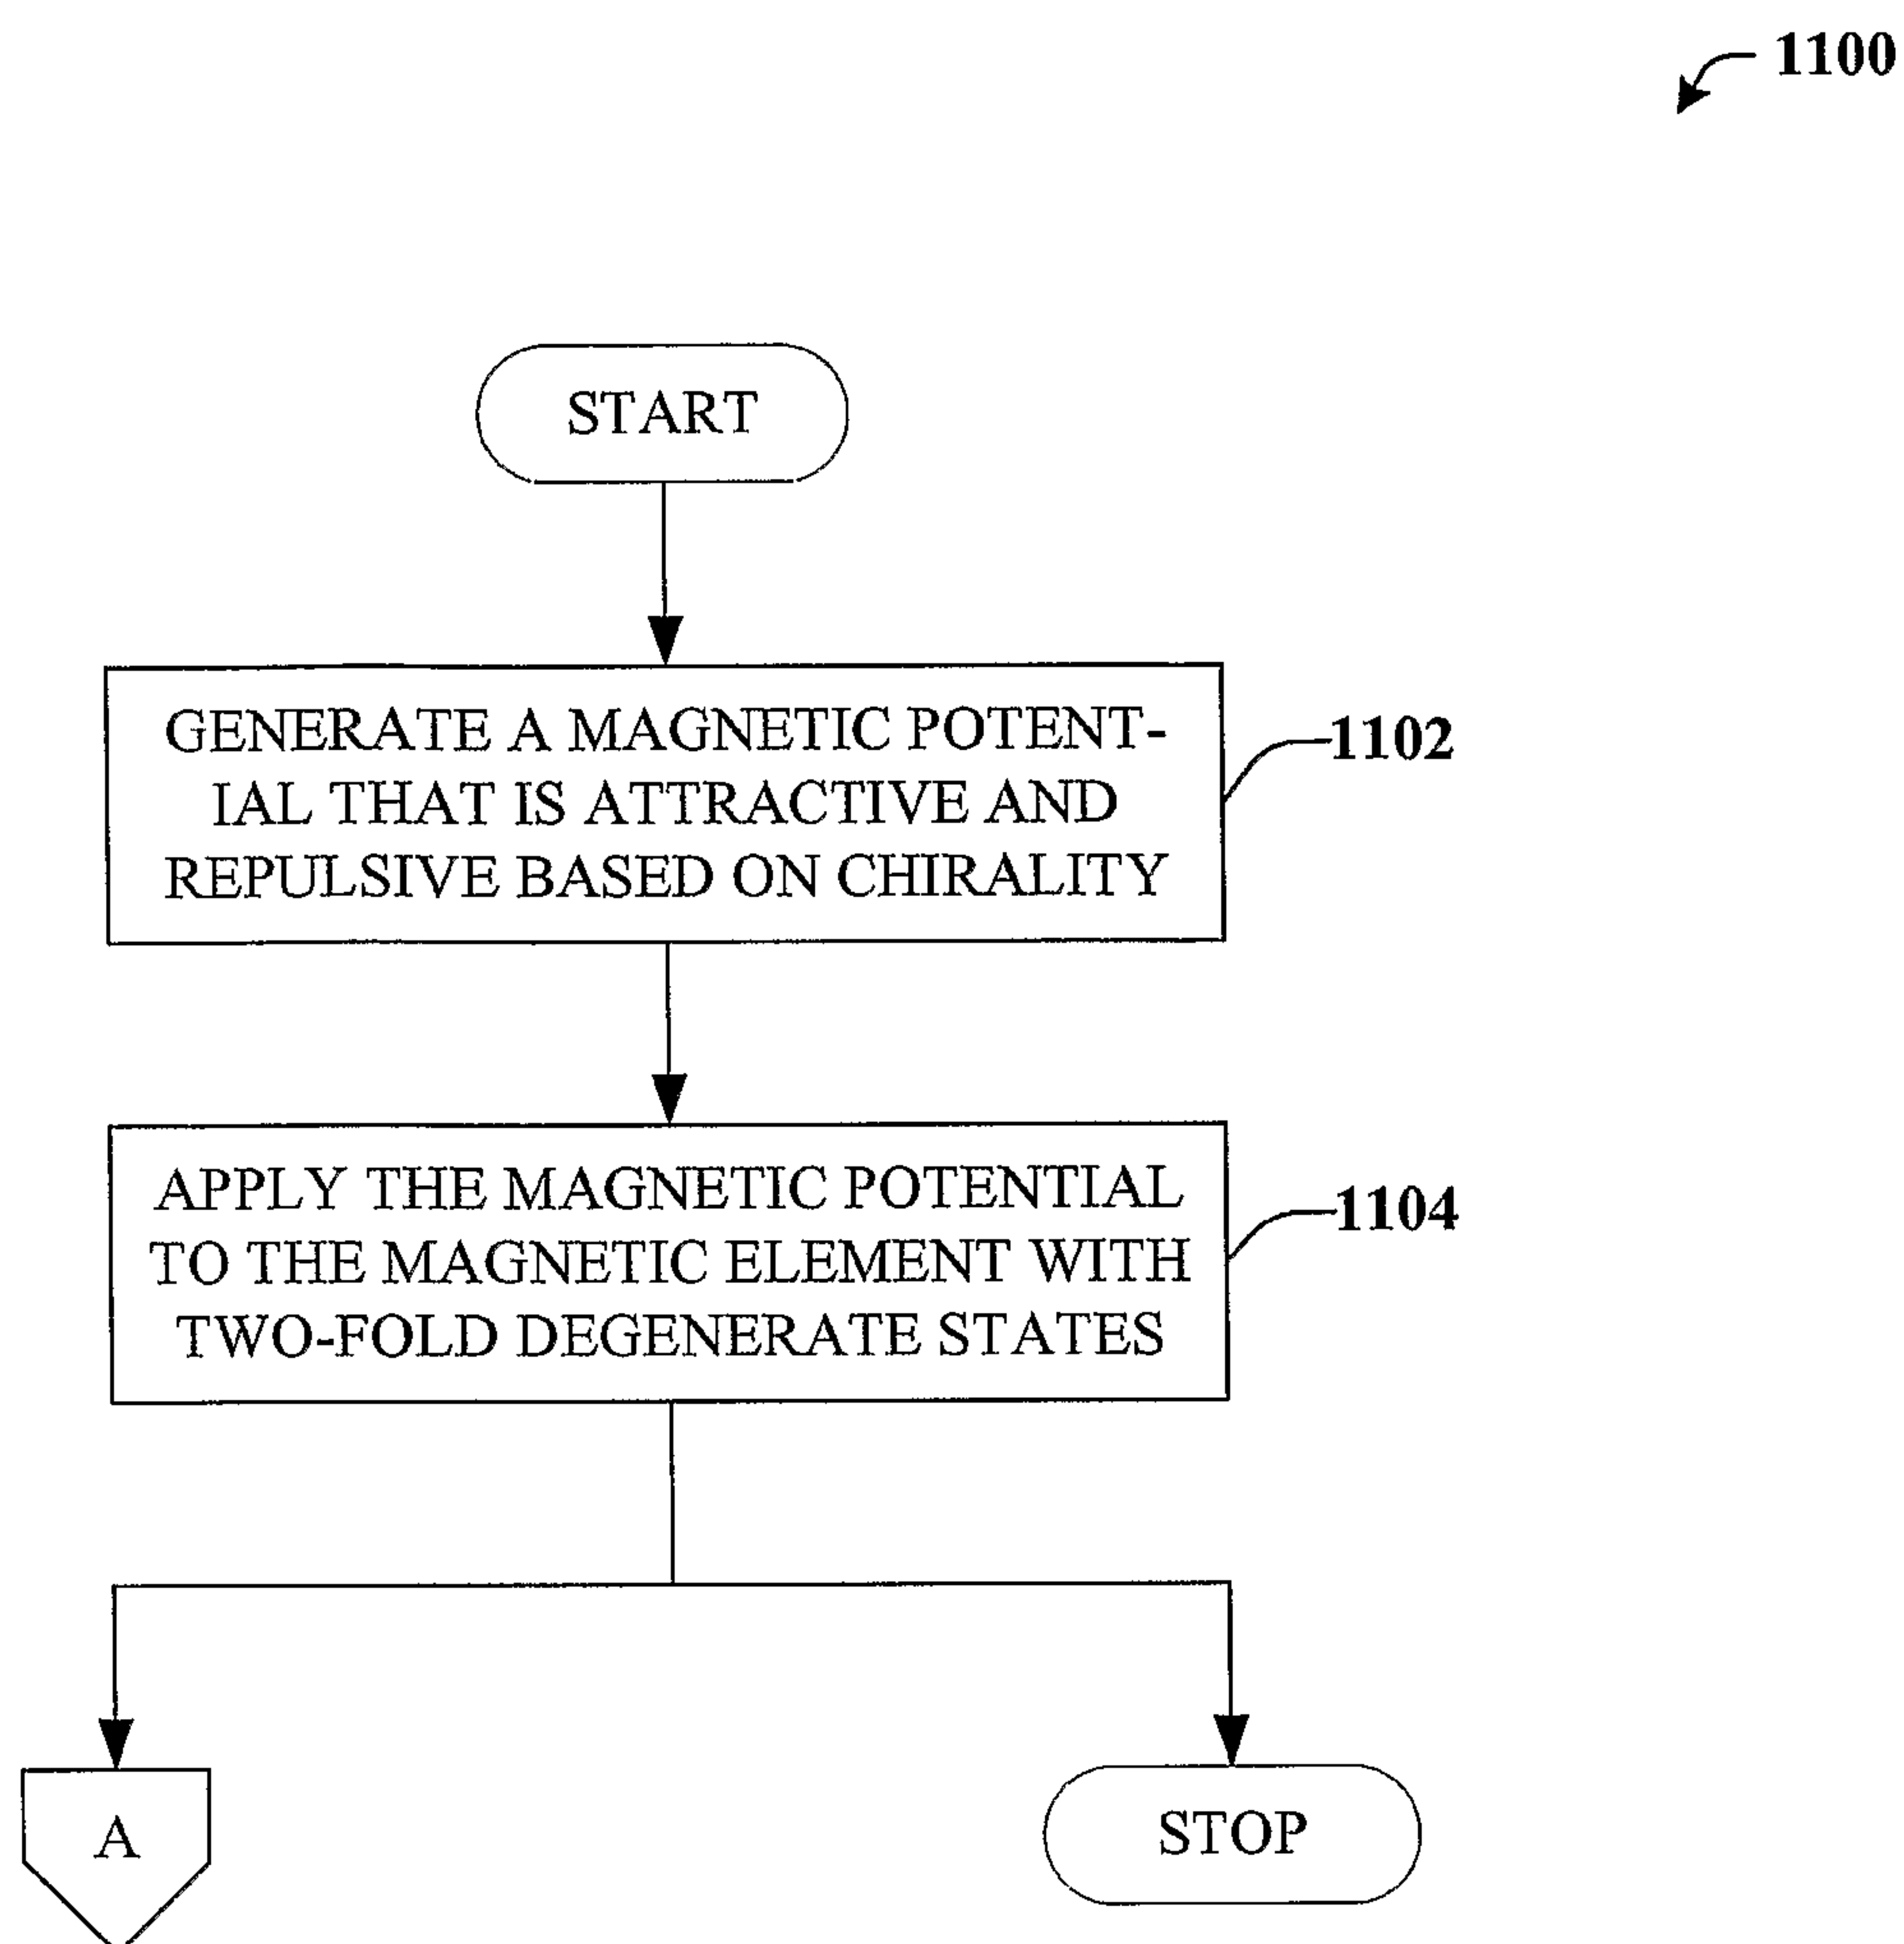 1100
START
GENERATE A MAGNETIC POTENT-
IAL THAT IS ATTRACTIVE AND
REPULSIVE BASED ON CHIRALITY
1102
APPLY THE MAGNETIC POTENTIAL
TO THE MAGNETIC ELEMENT WITH
TWO-FOLD DEGENERATE STATES
1104
A
STOP